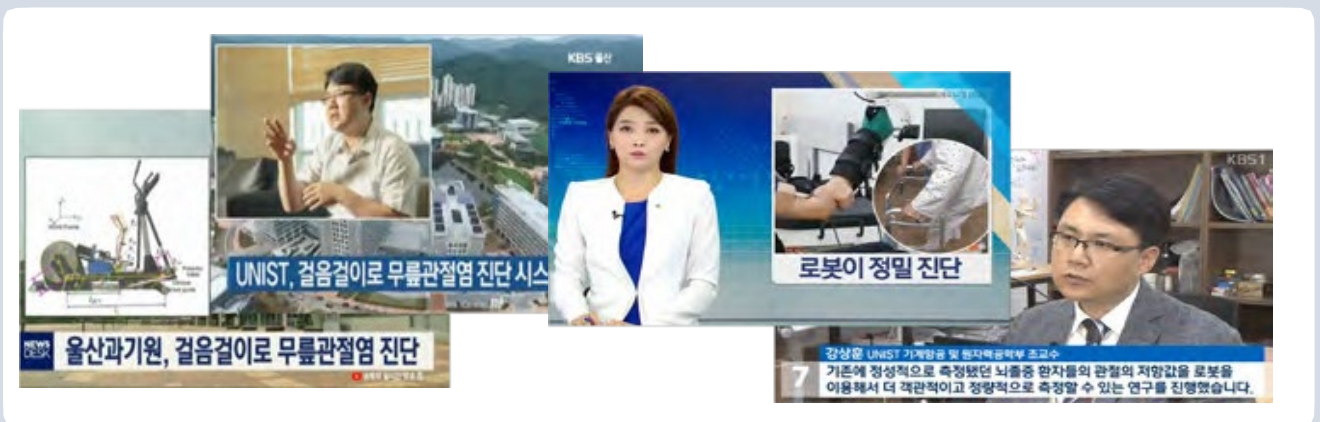 KBS 울산
UNIST, 걸음걸이로 무릎관절염 진단 시스
NEWS
DESK
울산과기원, 걸음걸이로 무릎관절염 진단
로봇이 정밀 진단
KBS 1
강상훈 UNIST 기계항공 및 원자력공학부 조교수
7
기존에 정성적으로 측정됐던 뇌졸중 환자들의 관절의 저항값을 로봇을
이용해서 더 객관적이고 정량적으로 측정할 수 있는 연구를 진행했습니다.